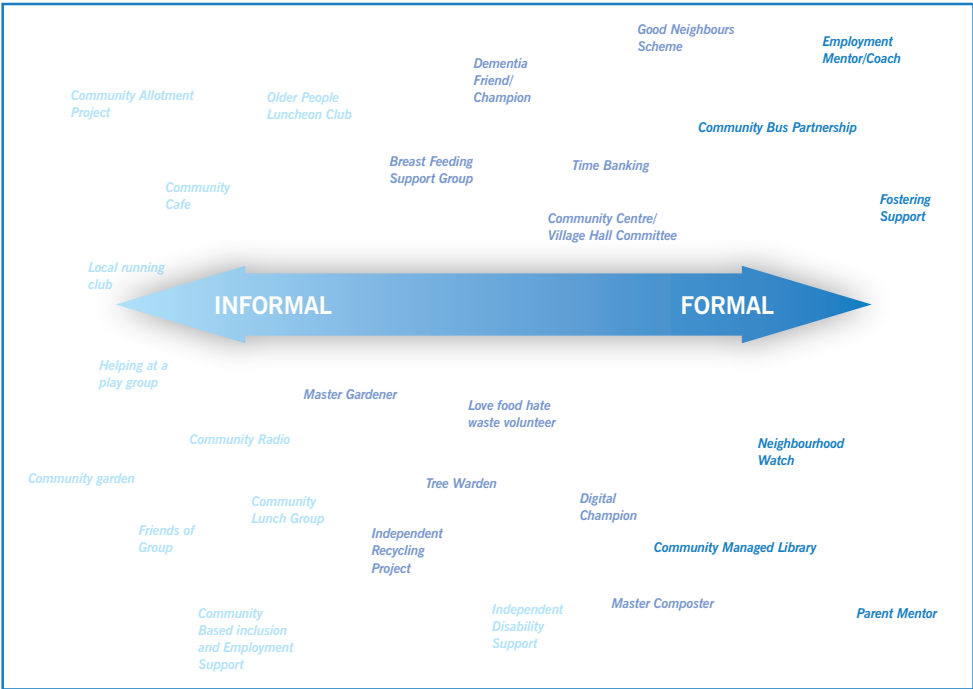 Good Neighbours
Scheme
Employment
Mentor/Coach
Dementia
Friend/
Champion
Community Allotment
Project
Older People
Luncheon Club
Community Bus Partnership
Breast Feeding
Support Group
Time Banking
Community
Cafe
Fostering
Support
Community Centre/
Village Hall Committee
Local running
club
INFORMAL
FORMAL
Helping at a
play group
Master Gardener
Love food hate
waste volunteer
Community Radio
Neighbourhood
Watch
Community garden
Tree Warden
Community
Lunch Group
Digital
Champion
Friends of
Group
Independent
Recycling
Project
Community Managed Library
Community
Based inclusion
and Employment
Support
Independent
Disability
Support
Master Composter
Parent Mentor